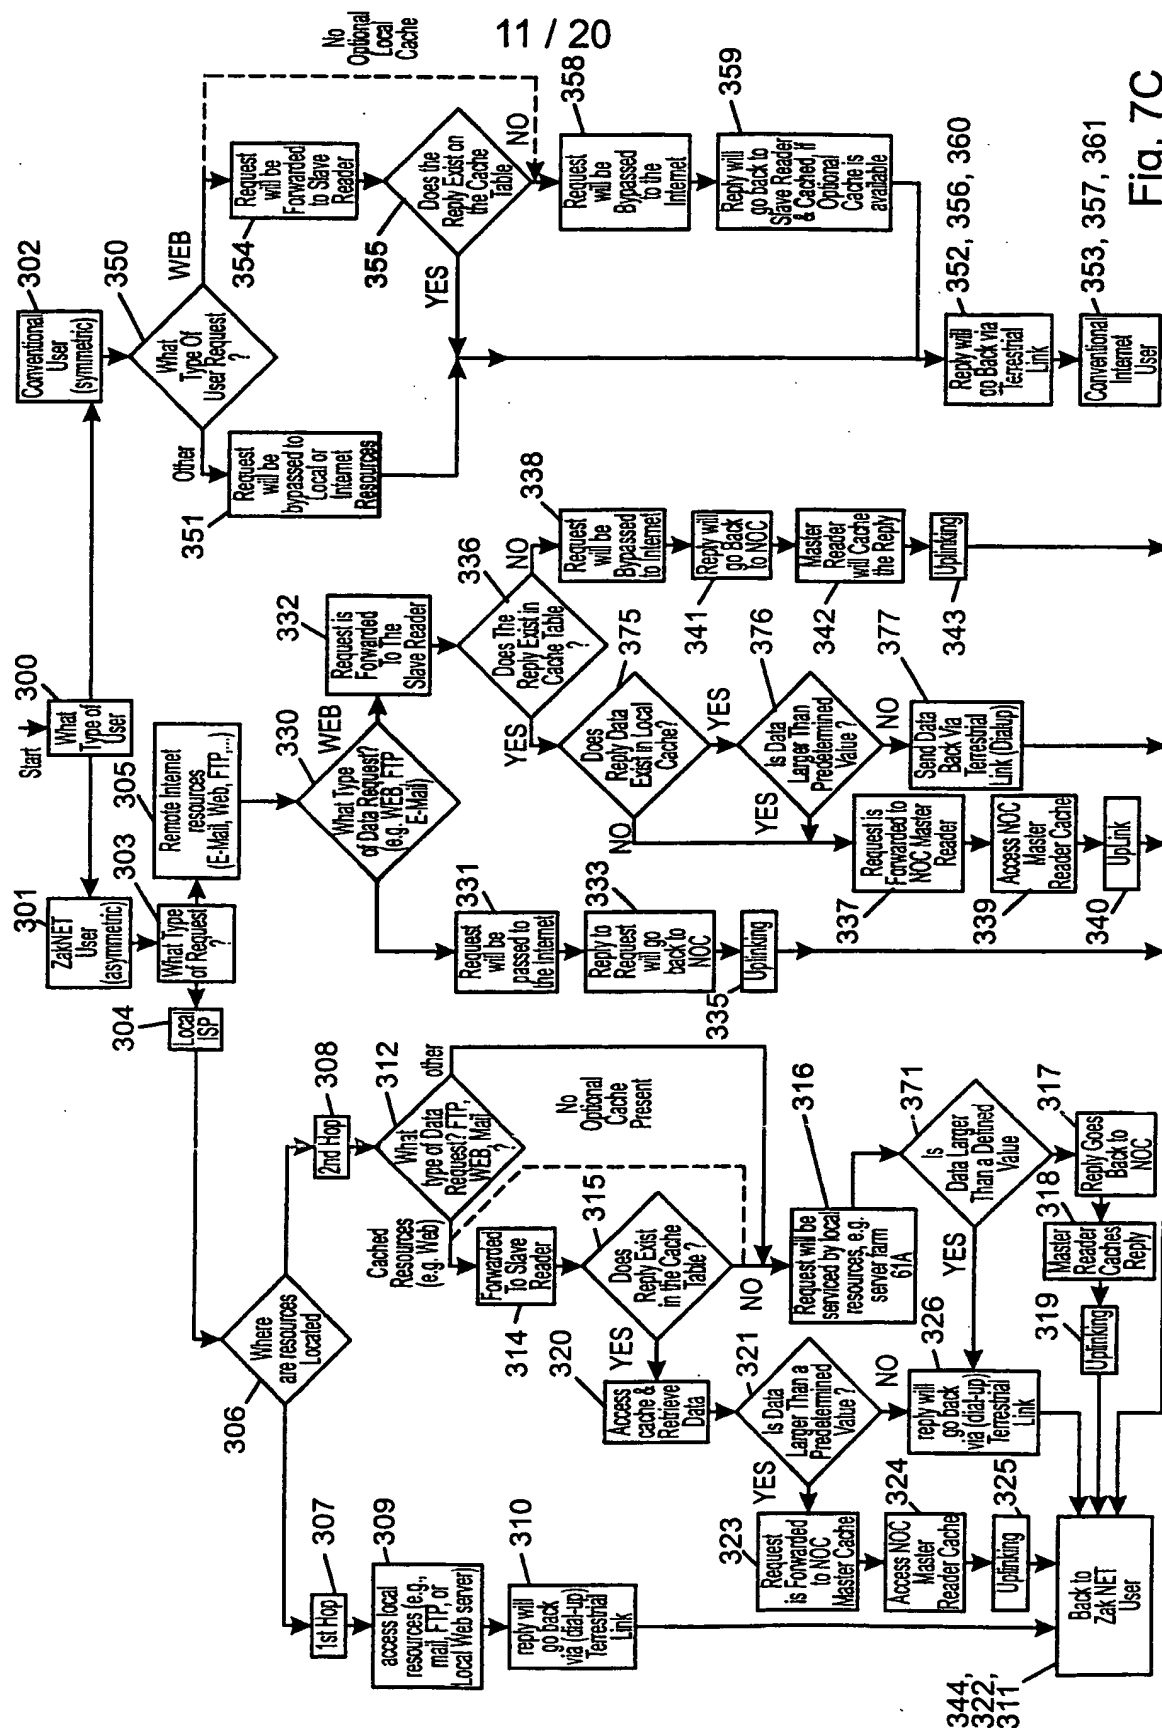 11 / 20
Start
300
What
Type of
User
301
ZakNET
User
(asymmetric)
302
Conventional
User
(symmetric)
303
What Type
of Request
?
304
Local
ISP
305
Remote Internet
resources
(E-Mail, Web, FTP, ...)
306
Where
are resources
Located
307
1st Hop
308
2nd Hop
309
access local
resources (e.g.,
mail, FTP, or
Local Web server)
310
reply will
go back
via (dial-up)
Terrestrial
Link
312
What
type of Data
Request? FTP,
WEB, Mail
?
other
Cached
Resources
(e.g. Web)
No
Optional
Cache
Present
314
Forwarded
To Slave
Reader
315
Does
Reply Exist
in the Cache
Table ?
YES
NO
316
Request will be
serviced by local
resources, e.g.
server farm
61A
320
Access
cache &
Retrieve
Data
321
Is Data
Larger Than a
Predetermined
Value ?
YES
NO
323
Request
is Forwarded
to NOC
Master Cache
324
Access NOC
Master
Reader Cache
325
Uplinking
326
reply will
go back
via (dial-up)
Terrestrial
Link
371
Is
Data Larger
Than a Defined
Value
YES
317
Reply Goes
Back to
NOC
318
Master
Reader
Caches
Reply
319
Uplinking
344,
322,
311
Back to
Zak NET
User
330
What Type
of Data Request?
(e.g. WEB, FTP
E-Mail)
WEB
331
Request
will be
passed to
the Internet
333
Reply to
Request
will go
back to
NOC
335
Uplinking
332
Request is
Forwarded
To The
Slave Reader
336
Does The
Reply Exist in
Cache Table
?
YES
NO
375
Does
Reply Data
Exist in Local
Cache?
YES
NO
376
Is Data
Larger Than
Predetermined
Value ?
YES
NO
377
Send Data
Back Via
Terrestrial
Link (Dialup)
337
Request is
Forwarded to
NOC Master
Reader
339
Access NOC
Master
Reader Cache
340
UpLink
338
Request
will be
Bypassed
to Internet
341
Reply will
go Back
to NOC
342
Master
Reader
will Cache
the Reply
343
Uplinking
350
What
Type Of
User Request
?
Other
WEB
351
Request
will be
bypassed to
Local or
Internet
Resources
354
Request
will be
Forwarded
to Slave
Reader
No
Optional
Local
Cache
355
Does the
Reply Exist on
the Cache
Table
YES
NO
358
Request
will be
Bypassed
to the
Internet
359
Reply will
go back to
Slave Reader
& Cached, if
Optional
Cache is
available
352, 356, 360
Reply will
go Back via
Terrestrial
Link
353, 357, 361
Conventional
Internet
User
Fig. 7C